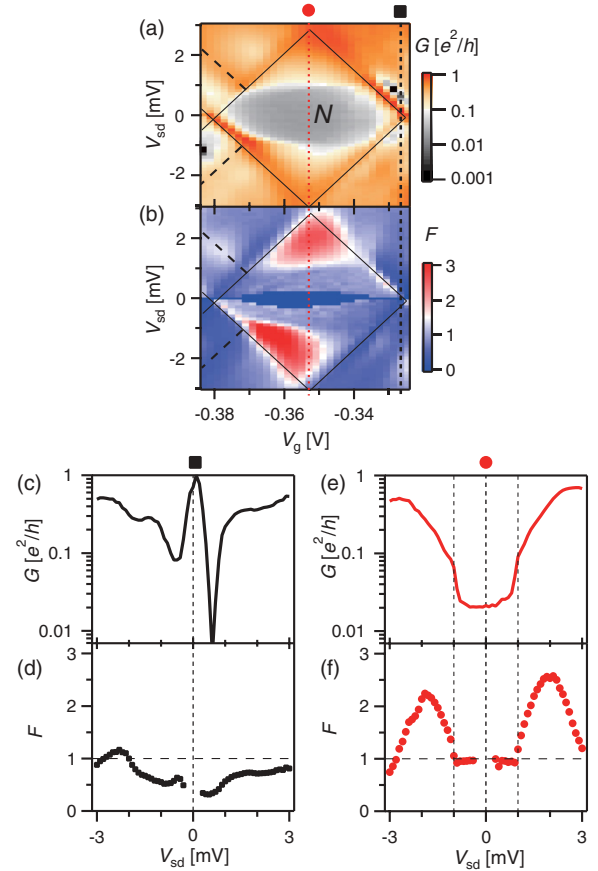 (a)
G [e²/h]
V_sd [mV]
2
0
-2
N
1
0.1
0.01
0.001
(b)
F
V_sd [mV]
2
0
-2
3
2
1
0
-0.38
-0.36
-0.34
V_g [V]
(c)
G [e²/h]
1
0.1
0.01
(d)
F
3
2
1
0
-3
0
3
V_sd [mV]
(e)
G [e²/h]
1
0.1
0.01
(f)
F
3
2
1
0
-3
0
3
V_sd [mV]